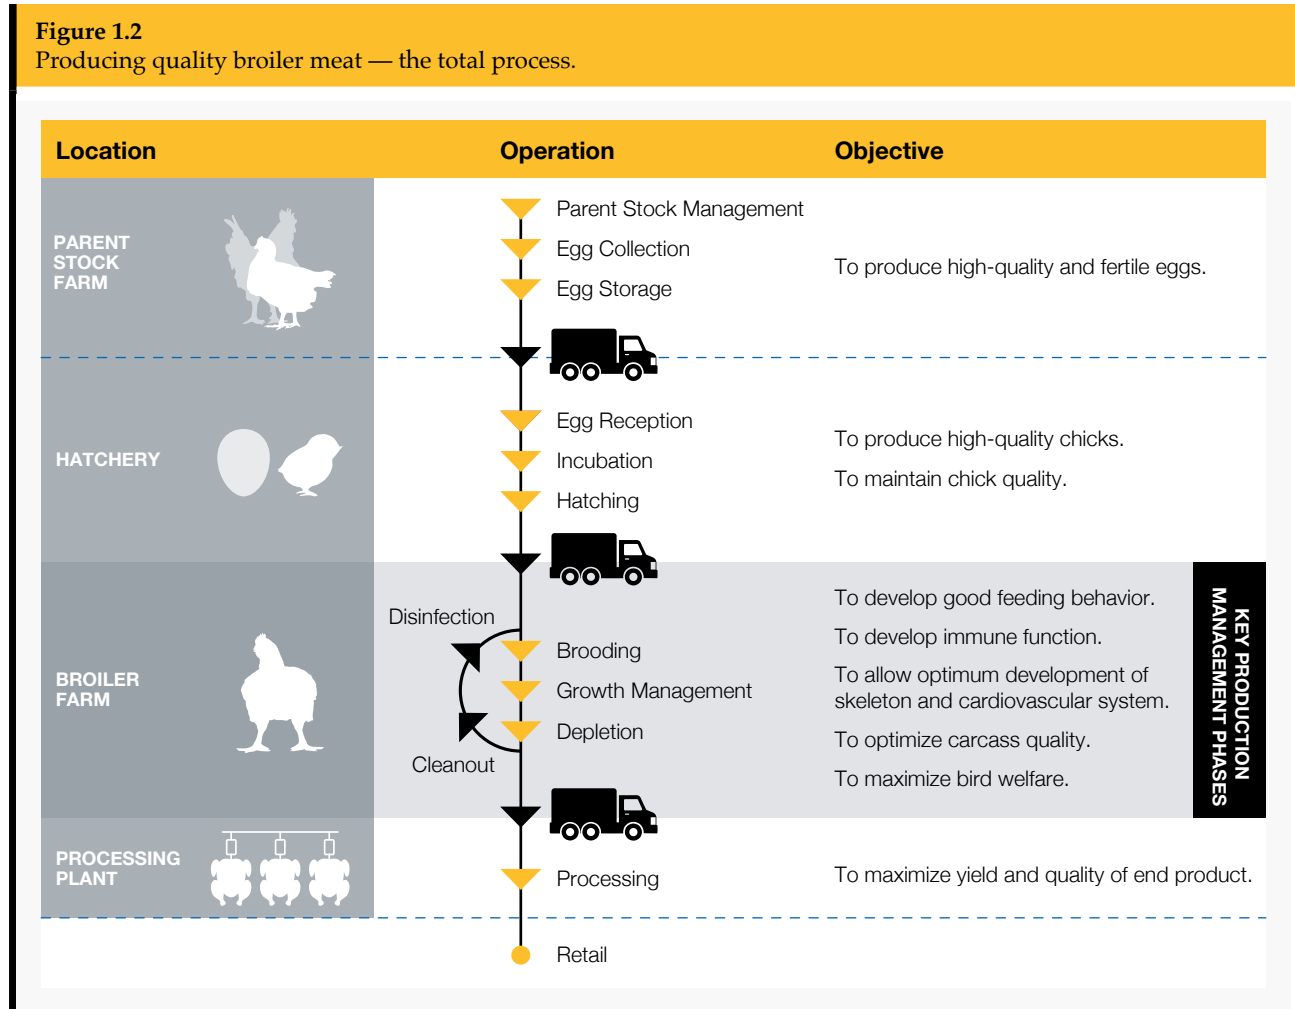 Figure 1.2
Producing quality broiler meat — the total process.
Location
Operation
Objective
PARENT
STOCK
FARM
Parent Stock Management
Egg Collection
Egg Storage
To produce high-quality and fertile eggs.
HATCHERY
Egg Reception
Incubation
Hatching
To produce high-quality chicks.
To maintain chick quality.
BROILER
FARM
Disinfection
Cleanout
Brooding
Growth Management
Depletion
To develop good feeding behavior.
To develop immune function.
To allow optimum development of
skeleton and cardiovascular system.
To optimize carcass quality.
To maximize bird welfare.
KEY PRODUCTION
MANAGEMENT PHASES
PROCESSING
PLANT
Processing
To maximize yield and quality of end product.
Retail